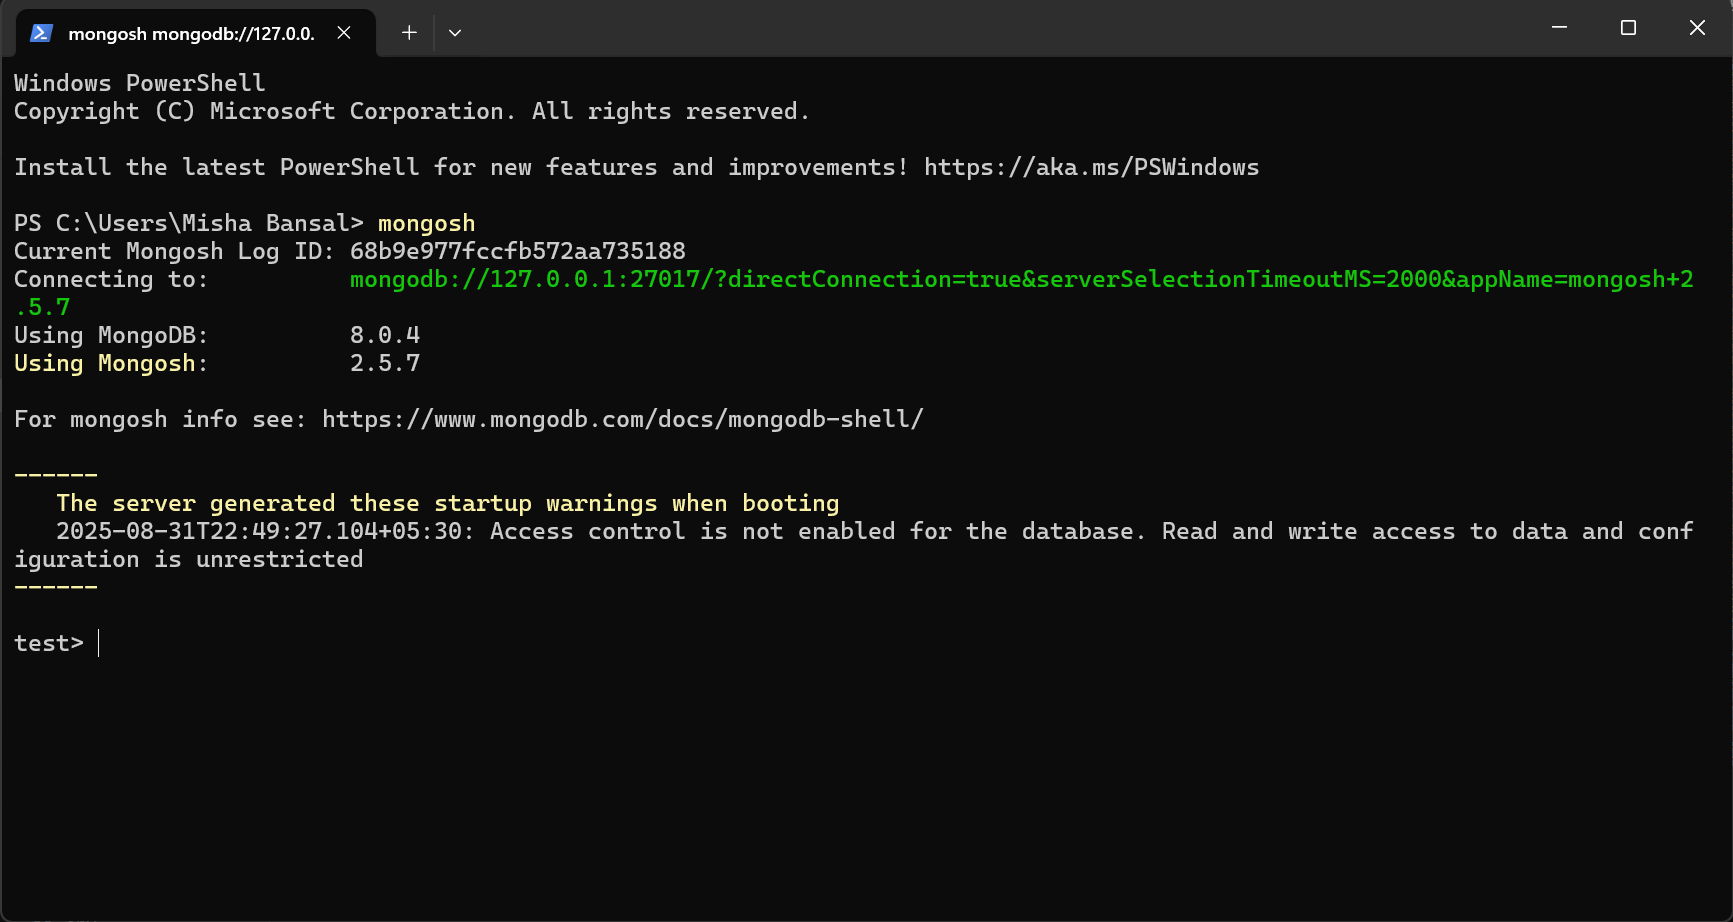 mongosh mongodb://127.0.0.
Windows PowerShell
Copyright (C) Microsoft Corporation. All rights reserved.
Install the latest PowerShell for new features and improvements! https://aka.ms/PSWindows
PS C:\Users\Misha Bansal> mongosh
Current Mongosh Log ID: 68b9e977fccfb572aa735188
Connecting to:          mongodb://127.0.0.1:27017/?directConnection=true&serverSelectionTimeoutMS=2000&appName=mongosh+2
.5.7
Using MongoDB:          8.0.4
Using Mongosh:          2.5.7
For mongosh info see: https://www.mongodb.com/docs/mongodb-shell/
------
   The server generated these startup warnings when booting
   2025-08-31T22:49:27.104+05:30: Access control is not enabled for the database. Read and write access to data and conf
iguration is unrestricted
------
test>